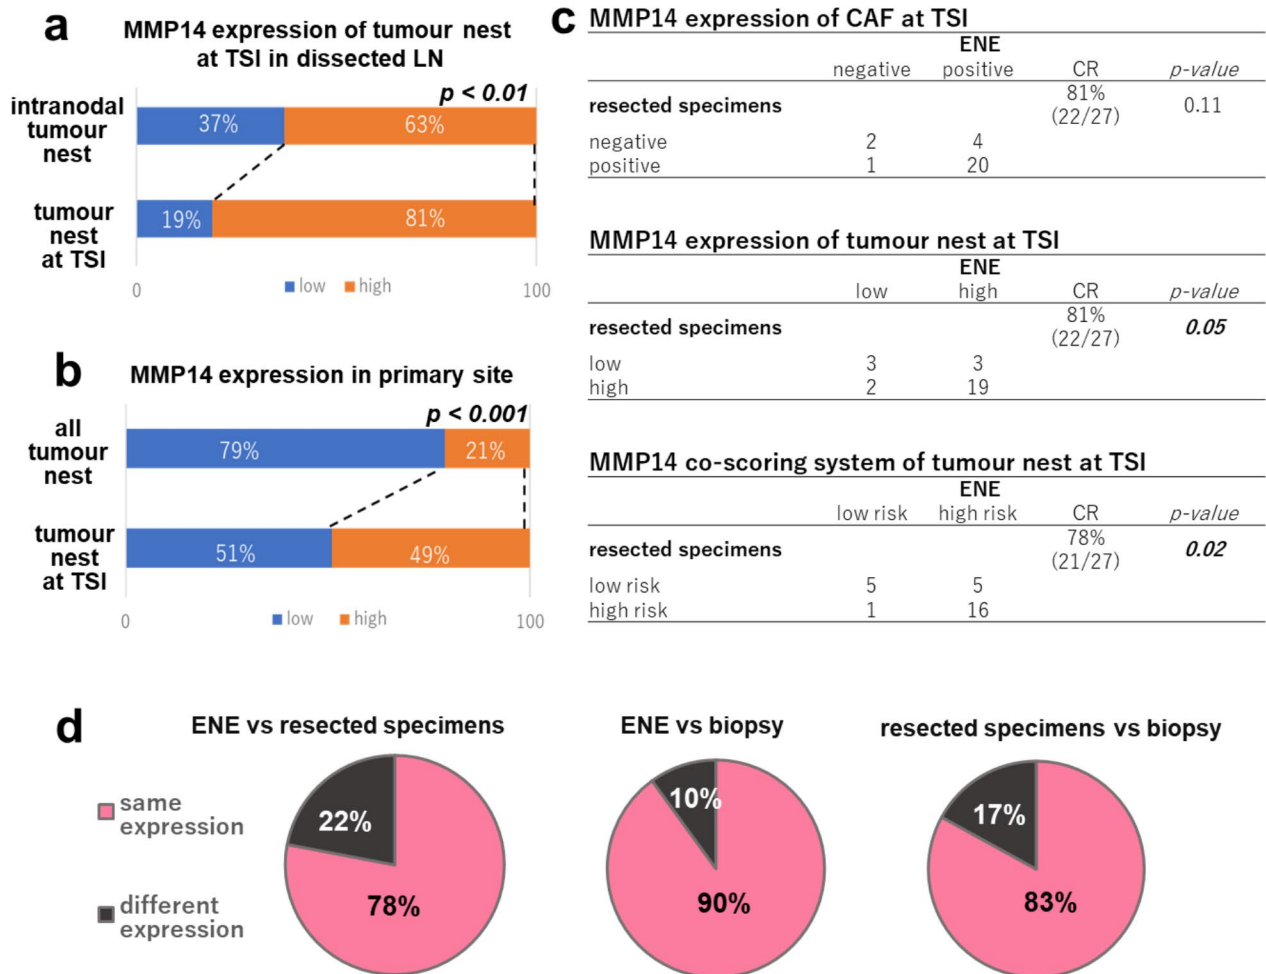 a
MMP14 expression of tumour nest
at TSI in dissected LN
p < 0.01
intranodal
tumour
nest
37% 63%
tumour
nest
at TSI
19% 81%
low high
0 100
b
MMP14 expression in primary site
p < 0.001
all
tumour
nest
79% 21%
tumour
nest
at TSI
51% 49%
low high
0 100
c
MMP14 expression of CAF at TSI
ENE
negative positive CR p-value
resected specimens 81% (22/27) 0.11
negative 2 4
positive 1 20
MMP14 expression of tumour nest at TSI
ENE
low high CR p-value
resected specimens 81% (22/27) 0.05
low 3 3
high 2 19
MMP14 co-scoring system of tumour nest at TSI
ENE
low risk high risk CR p-value
resected specimens 78% (21/27) 0.02
low risk 5 5
high risk 1 16
d
ENE vs resected specimens
ENE vs biopsy
resected specimens vs biopsy
same
expression
different
expression
22%
78%
10%
90%
17%
83%